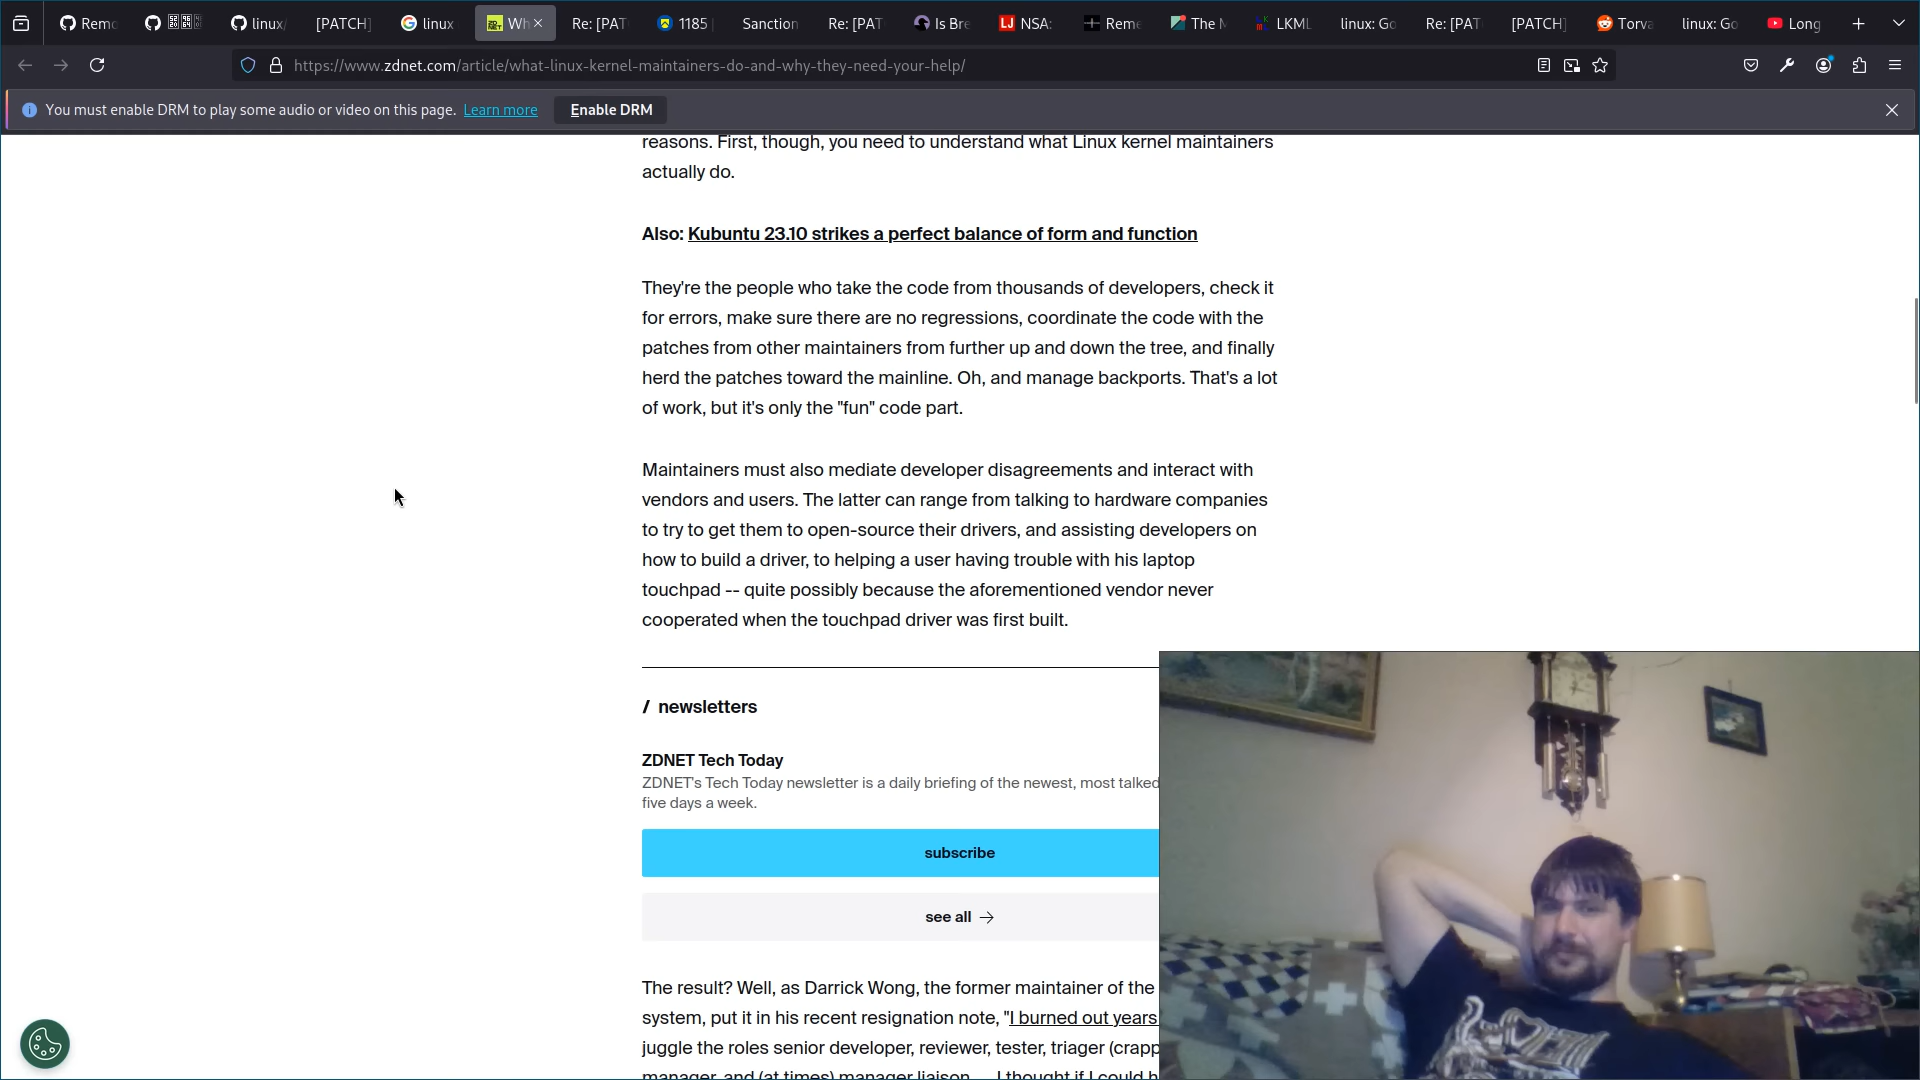 Remo
linux/
[PATCH]
linux
Wh
Re: [PAT
1185
Sanction
Re: [PAT
Is Bre
NSA:
Reme
The M
LKML
linux: Go
Re: [PAT
[PATCH]
Torva
linux: Go
Long
https://www.zdnet.com/article/what-linux-kernel-maintainers-do-and-why-they-need-your-help/
You must enable DRM to play some audio or video on this page. Learn more Enable DRM
reasons. First, though, you need to understand what Linux kernel maintainers
actually do.
Also: Kubuntu 23.10 strikes a perfect balance of form and function
They're the people who take the code from thousands of developers, check it
for errors, make sure there are no regressions, coordinate the code with the
patches from other maintainers from further up and down the tree, and finally
herd the patches toward the mainline. Oh, and manage backports. That's a lot
of work, but it's only the "fun" code part.
Maintainers must also mediate developer disagreements and interact with
vendors and users. The latter can range from talking to hardware companies
to try to get them to open-source their drivers, and assisting developers on
how to build a driver, to helping a user having trouble with his laptop
touchpad -- quite possibly because the aforementioned vendor never
cooperated when the touchpad driver was first built.
/ newsletters
ZDNET Tech Today
ZDNET's Tech Today newsletter is a daily briefing of the newest, most talked
five days a week.
subscribe
see all →
The result? Well, as Darrick Wong, the former maintainer of the
system, put it in his recent resignation note, "I burned out years
juggle the roles senior developer, reviewer, tester, triager (crapp
manager, and (at times) manager liaison ... I thought if I could h